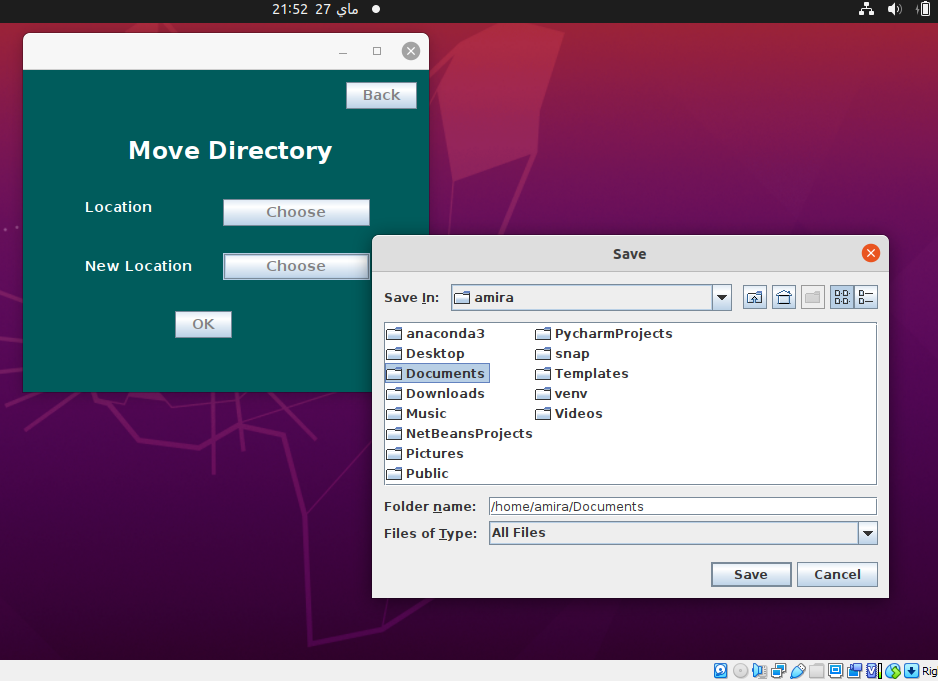 21:52 27 ماي
Back
Move Directory
Location
Choose
New Location
Choose
OK
Save
Save In:
amira
anaconda3
Desktop
Documents
Downloads
Music
NetBeansProjects
Pictures
Public
PycharmProjects
snap
Templates
venv
Videos
Folder name:
/home/amira/Documents
Files of Type:
All Files
Save
Cancel
Rig